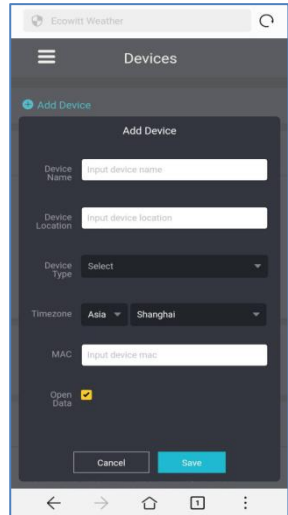 Ecowitt Weather
Devices
Add Device
Add Device
Device Name
Input device name
Device Location
Input device location
Device Type
Select
Timezone
Asia
Shanghai
MAC
Input device mac
Open Data
Cancel
Save
1